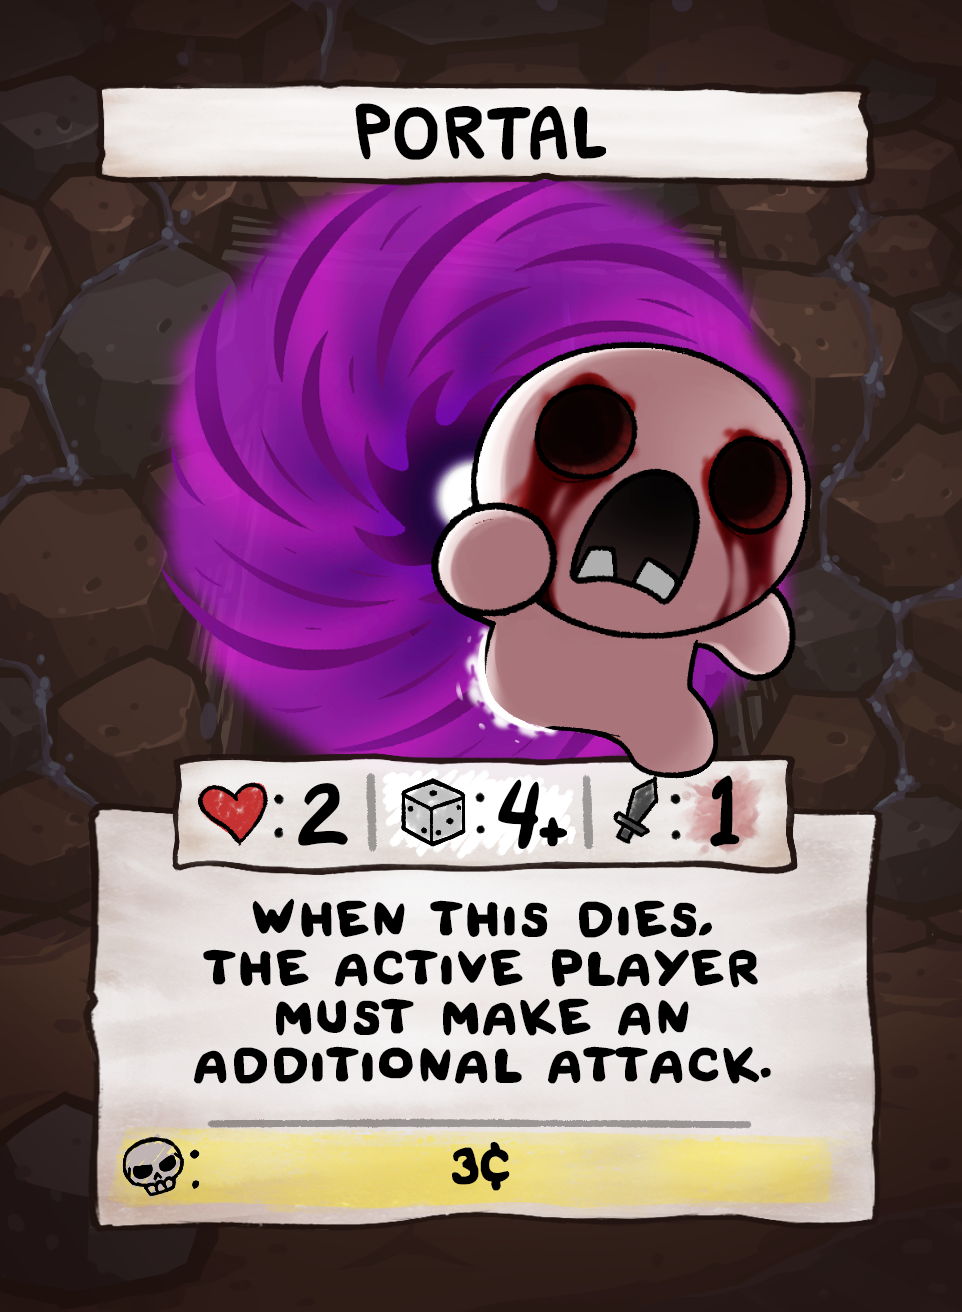 PORTAL
:2 :4+ :1
WHEN THIS DIES,
THE ACTIVE PLAYER
MUST MAKE AN
ADDITIONAL ATTACK.
: 3¢